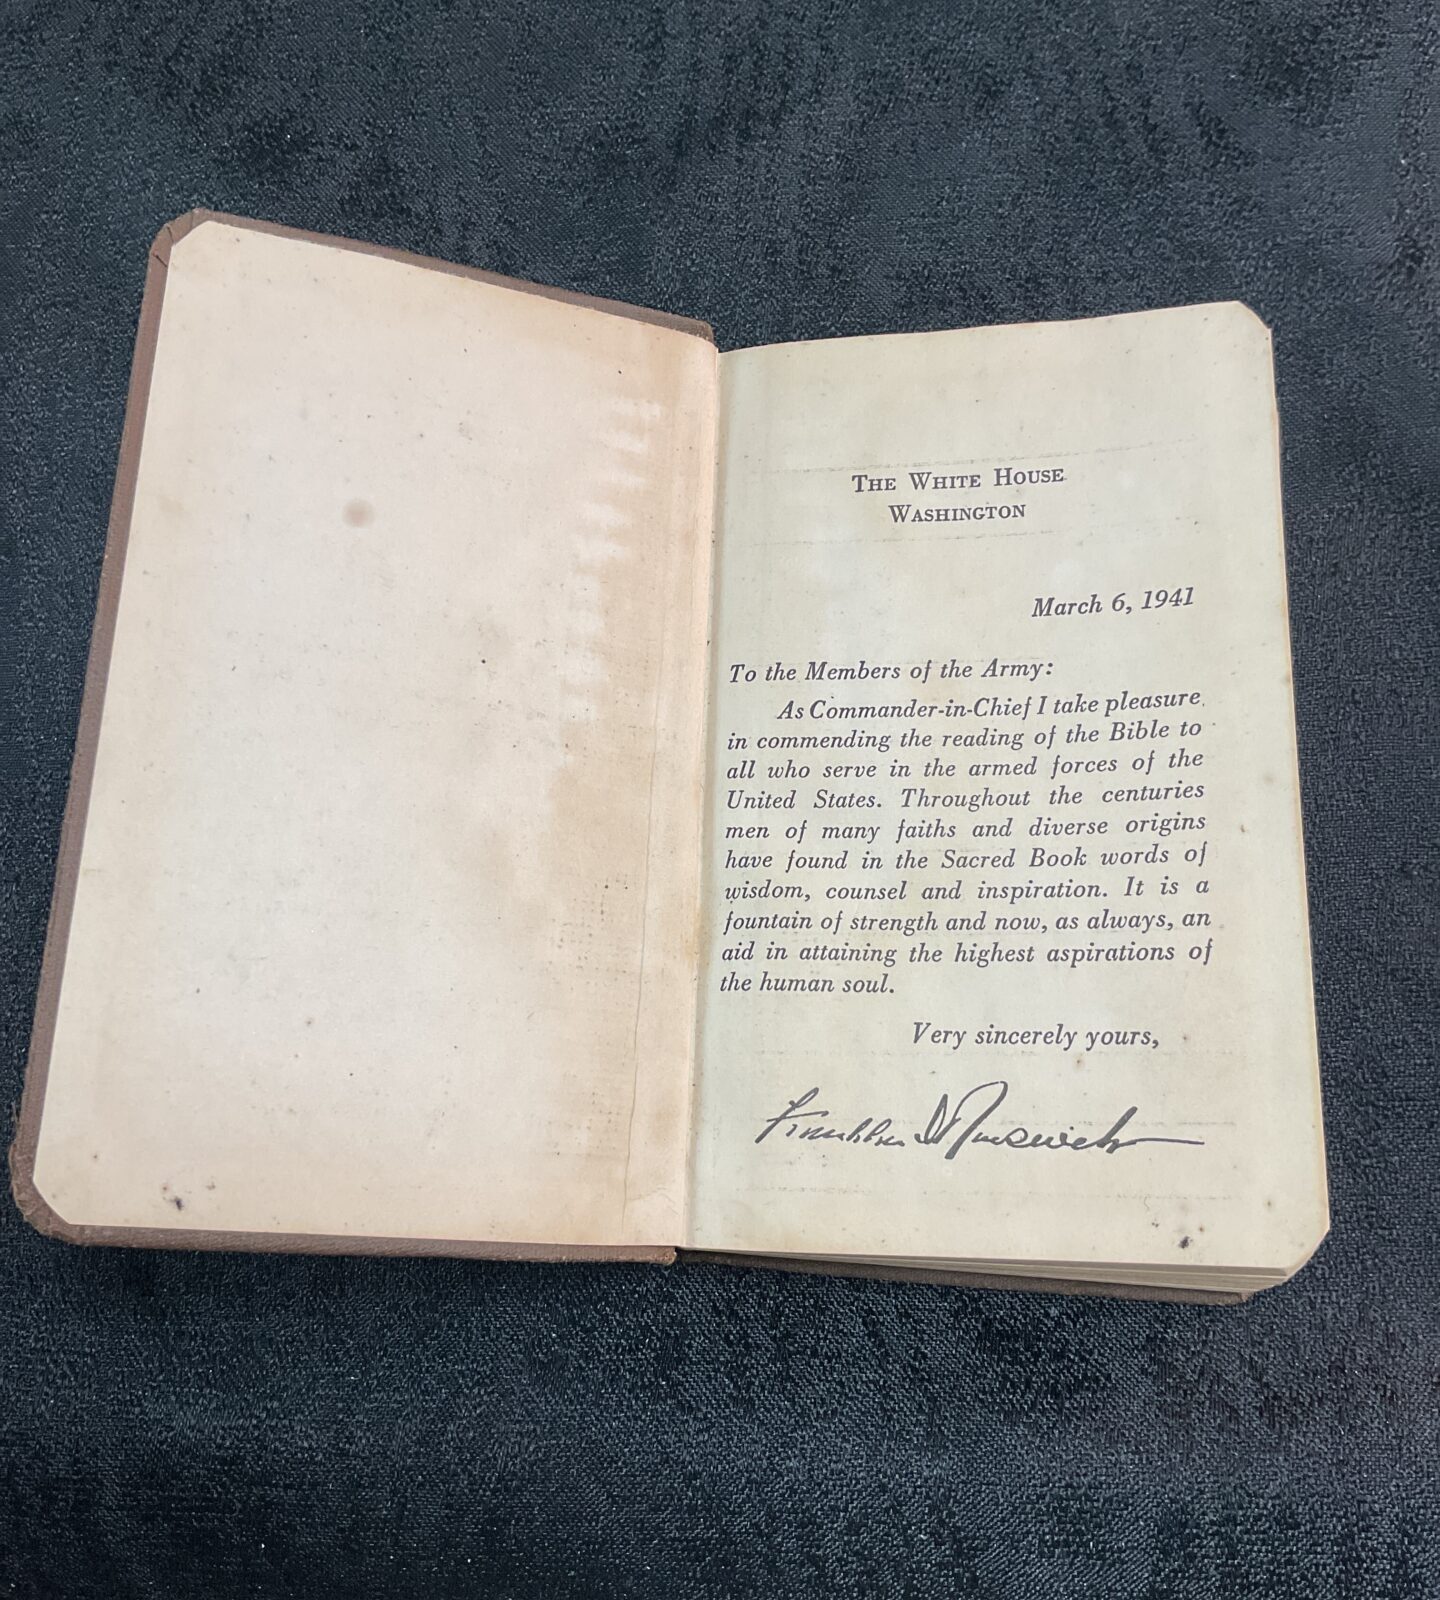 The White House
Washington
March 6, 1941
To the Members of the Army:
As Commander-in-Chief I take pleasure
in commending the reading of the Bible to
all who serve in the armed forces of the
United States. Throughout the centuries
men of many faiths and diverse origins
have found in the Sacred Book words of
wisdom, counsel and inspiration. It is a
fountain of strength and now, as always, an
aid in attaining the highest aspirations of
the human soul.
Very sincerely yours,
Franklin D Roosevelt